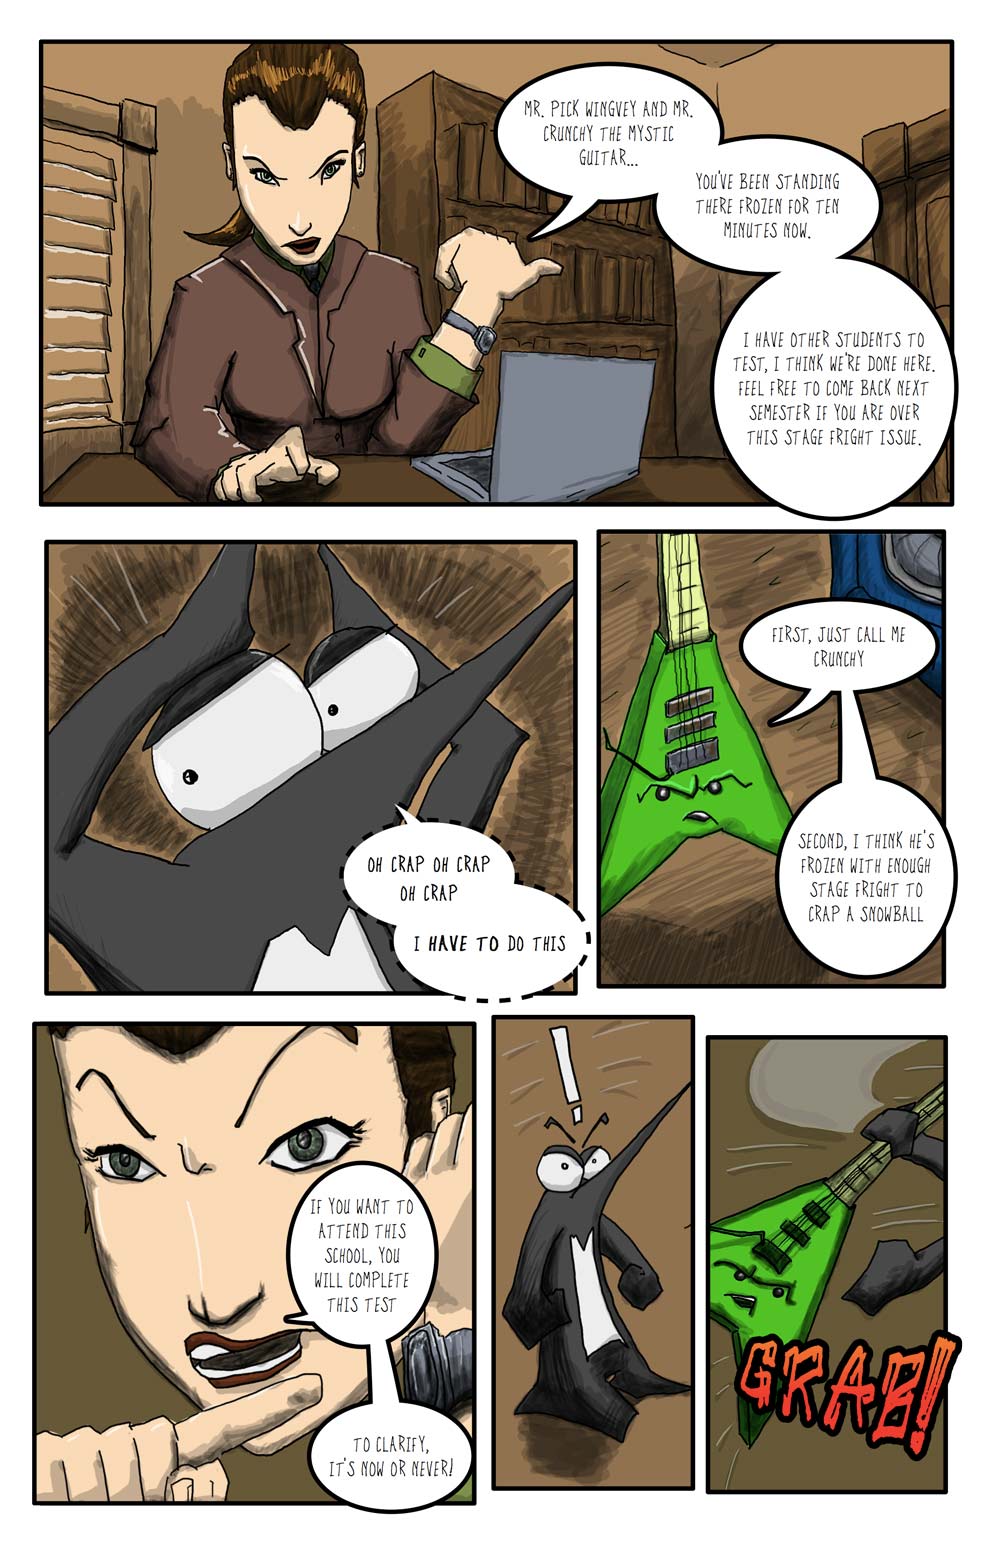 MR. PICK WINGVEY AND MR.
CRUNCHY THE MYSTIC
GUITAR...
YOU'VE BEEN STANDING
THERE FROZEN FOR TEN
MINUTES NOW.
I HAVE OTHER STUDENTS TO
TEST, I THINK WE'RE DONE HERE.
FEEL FREE TO COME BACK NEXT
SEMESTER IF YOU ARE OVER
THIS STAGE FRIGHT ISSUE.
OH CRAP OH CRAP
OH CRAP
I HAVE TO DO THIS
FIRST, JUST CALL ME
CRUNCHY
SECOND, I THINK HE'S
FROZEN WITH ENOUGH
STAGE FRIGHT TO
CRAP A SNOWBALL
IF YOU WANT TO
ATTEND THIS
SCHOOL, YOU
WILL COMPLETE
THIS TEST
TO CLARIFY,
IT'S NOW OR NEVER!
!
GRAB!